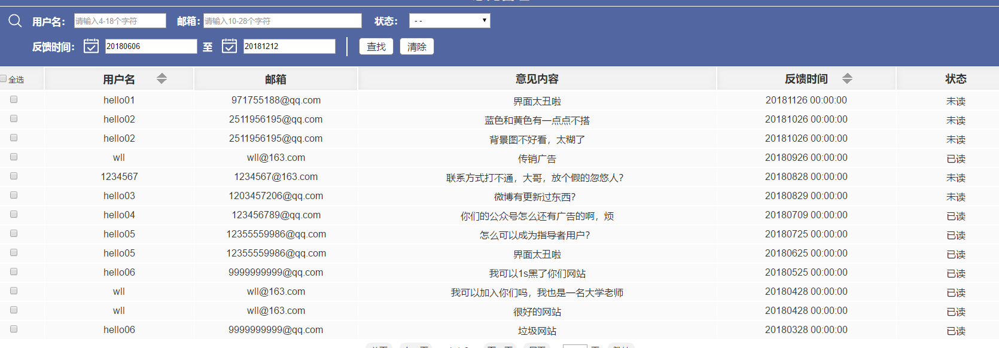 用户名： 请输入4-18个字符 邮箱： 请输入10-28个字符 状态： - -
反馈时间： 20180606 至 20181212 查找 清除
全选 用户名 邮箱 意见内容 反馈时间 状态
hello01 971755188@qq.com 界面太丑啦 20181126 00:00:00 未读
hello02 2511956195@qq.com 蓝色和黄色有一点点不搭 20181026 00:00:00 未读
hello02 2511956195@qq.com 背景图不好看，太糊了 20181026 00:00:00 未读
wll wll@163.com 传销广告 20180926 00:00:00 已读
1234567 1234567@163.com 联系方式打不通，大哥，放个假的忽悠人？ 20180828 00:00:00 未读
hello03 1203457206@qq.com 微博有更新过东西？ 20180829 00:00:00 未读
hello04 123456789@qq.com 你们的公众号怎么还有广告的啊，烦 20180709 00:00:00 已读
hello05 12355559986@qq.com 怎么可以成为指导者用户？ 20180725 00:00:00 已读
hello05 12355559986@qq.com 界面太丑啦 20180625 00:00:00 已读
hello06 9999999999@qq.com 我可以1s黑了你们网站 20180525 00:00:00 已读
wll wll@163.com 我可以加入你们吗，我也是一名大学老师 20180428 00:00:00 已读
wll wll@163.com 很好的网站 20180428 00:00:00 已读
hello06 9999999999@qq.com 垃圾网站 20180328 00:00:00 已读